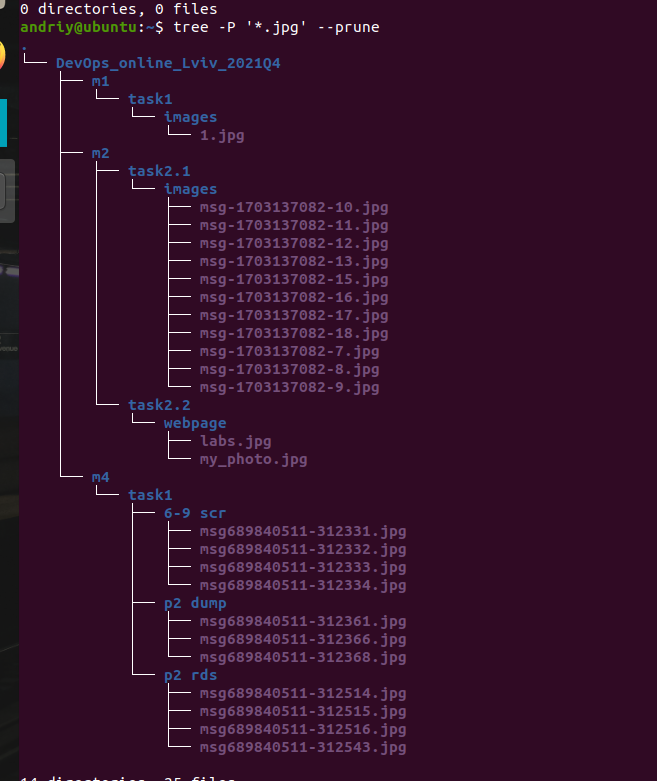 0 directories, 0 files
andriy@ubuntu:~$ tree -P '*.jpg' --prune
.
└── DevOps_online_Lviv_2021Q4
    ├── m1
    │   └── task1
    │       └── images
    │           └── 1.jpg
    ├── m2
    │   ├── task2.1
    │   │   └── images
    │   │       ├── msg-1703137082-10.jpg
    │   │       ├── msg-1703137082-11.jpg
    │   │       ├── msg-1703137082-12.jpg
    │   │       ├── msg-1703137082-13.jpg
    │   │       ├── msg-1703137082-15.jpg
    │   │       ├── msg-1703137082-16.jpg
    │   │       ├── msg-1703137082-17.jpg
    │   │       ├── msg-1703137082-18.jpg
    │   │       ├── msg-1703137082-7.jpg
    │   │       ├── msg-1703137082-8.jpg
    │   │       └── msg-1703137082-9.jpg
    │   └── task2.2
    │       └── webpage
    │           ├── labs.jpg
    │           └── my_photo.jpg
    └── m4
        └── task1
            ├── 6-9 scr
            │   ├── msg689840511-312331.jpg
            │   ├── msg689840511-312332.jpg
            │   ├── msg689840511-312333.jpg
            │   └── msg689840511-312334.jpg
            ├── p2 dump
            │   ├── msg689840511-312361.jpg
            │   ├── msg689840511-312366.jpg
            │   └── msg689840511-312368.jpg
            └── p2 rds
                ├── msg689840511-312514.jpg
                ├── msg689840511-312515.jpg
                ├── msg689840511-312516.jpg
                └── msg689840511-312543.jpg
14 directories, 25 files